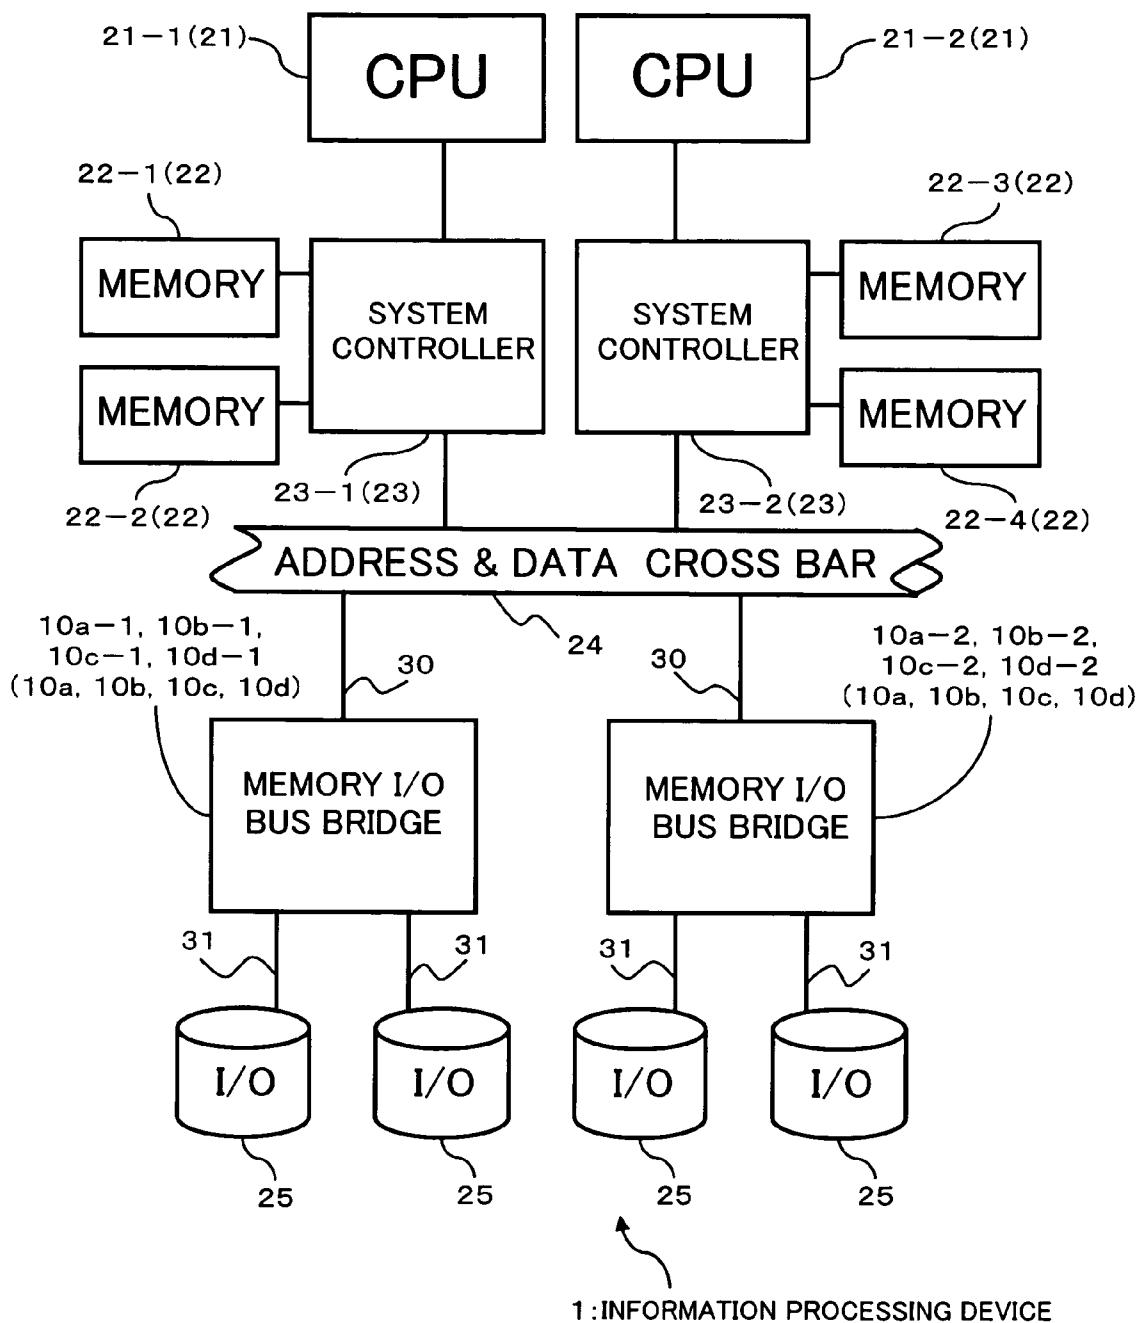 21-1(21)
CPU
CPU
21-2(21)
22-1(22)
22-3(22)
MEMORY
SYSTEM
CONTROLLER
SYSTEM
CONTROLLER
MEMORY
MEMORY
MEMORY
22-2(22)
23-1(23)
23-2(23)
22-4(22)
ADDRESS & DATA CROSS BAR
10a-1, 10b-1,
10c-1, 10d-1
(10a, 10b, 10c, 10d)
30
24
30
10a-2, 10b-2,
10c-2, 10d-2
(10a, 10b, 10c, 10d)
MEMORY I/O
BUS BRIDGE
MEMORY I/O
BUS BRIDGE
31
31
31
31
I/O
I/O
I/O
I/O
25
25
25
25
1:INFORMATION PROCESSING DEVICE